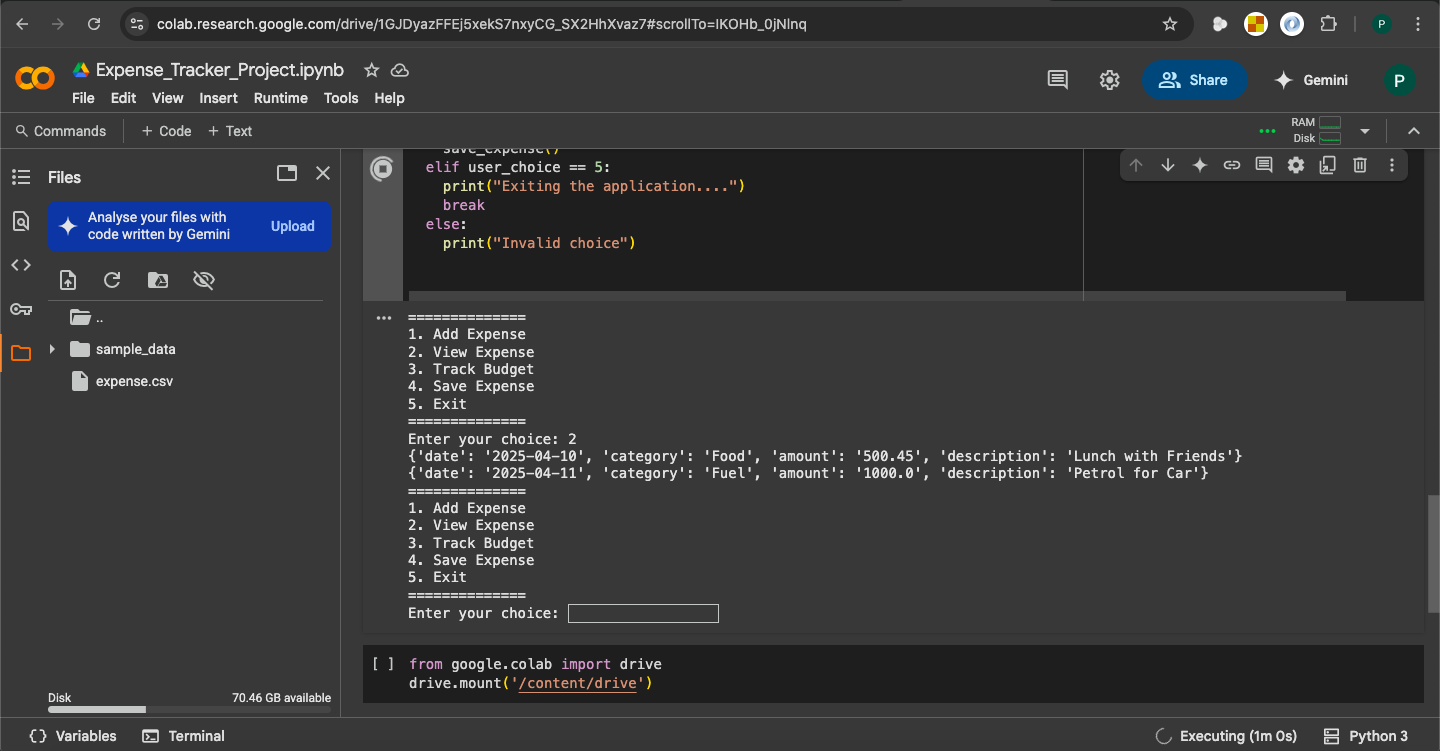 colab.research.google.com/drive/1GJDyazFFEj5xekS7nxyCG_SX2HhXvaz7#scrollTo=IKOHb_0jNInq
P
CO
Expense_Tracker_Project.ipynb
File Edit View Insert Runtime Tools Help
Share
Gemini
P
Commands
+ Code
+ Text
RAM
Disk
Files
Analyse your files with
code written by Gemini
Upload
..
sample_data
expense.csv
Disk
70.46 GB available
save_expense()
elif user_choice == 5:
print("Exiting the application....")
break
else:
print("Invalid choice")
==============
1. Add Expense
2. View Expense
3. Track Budget
4. Save Expense
5. Exit
==============
Enter your choice: 2
{'date': '2025-04-10', 'category': 'Food', 'amount': '500.45', 'description': 'Lunch with Friends'}
{'date': '2025-04-11', 'category': 'Fuel', 'amount': '1000.0', 'description': 'Petrol for Car'}
==============
1. Add Expense
2. View Expense
3. Track Budget
4. Save Expense
5. Exit
==============
Enter your choice:
[ ] from google.colab import drive
drive.mount('/content/drive')
Variables
Terminal
Executing (1m 0s)
Python 3